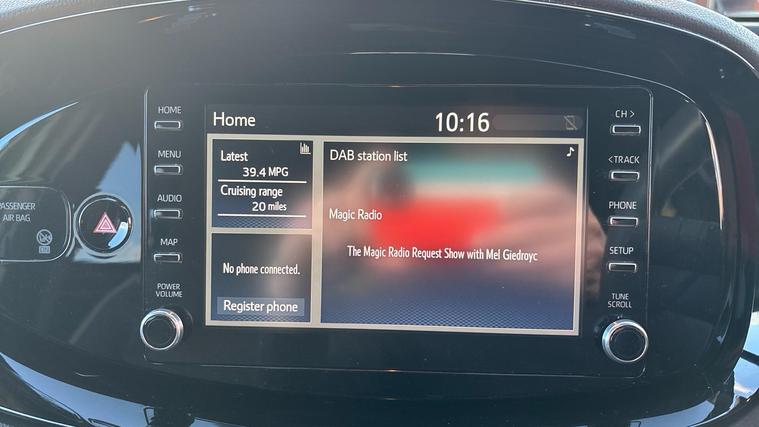 HOME
MENU
AUDIO
MAP
POWER
VOLUME
PASSENGER
AIR BAG
Home
10:16
Latest
39.4 MPG
Cruising range
20 miles
No phone connected.
Register phone
DAB station list
Magic Radio
The Magic Radio Request Show with Mel Giedroyc
CH >
<TRACK
PHONE
SETUP
TUNE
SCROLL